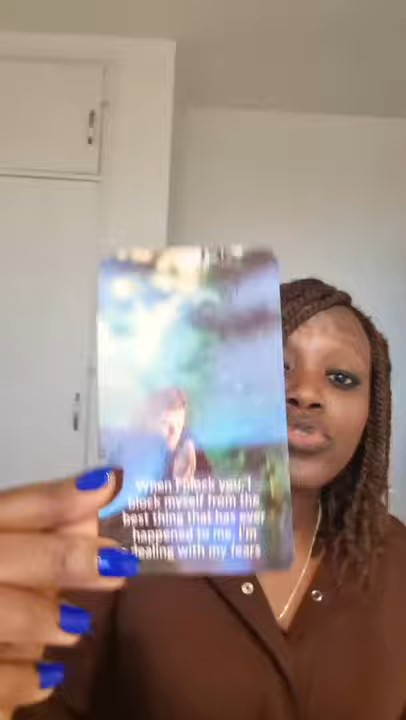 When I block you, I
block myself from the
best thing that has ever
happened to me. I'm
dealing with my fears